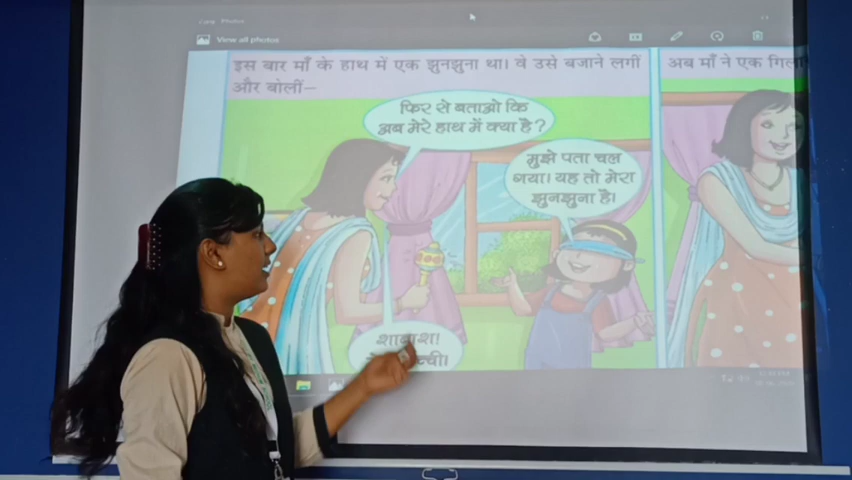 View all photos
इस बार माँ के हाथ में एक झुनझुना था। वे उसे बजाने लगीं
और बोलीं–
फिर से बताओ कि
अब मेरे हाथ में क्या है?
मुझे पता चल
गया। यह तो मेरा
झुनझुना है।
शाबाश!
अब माँ ने एक